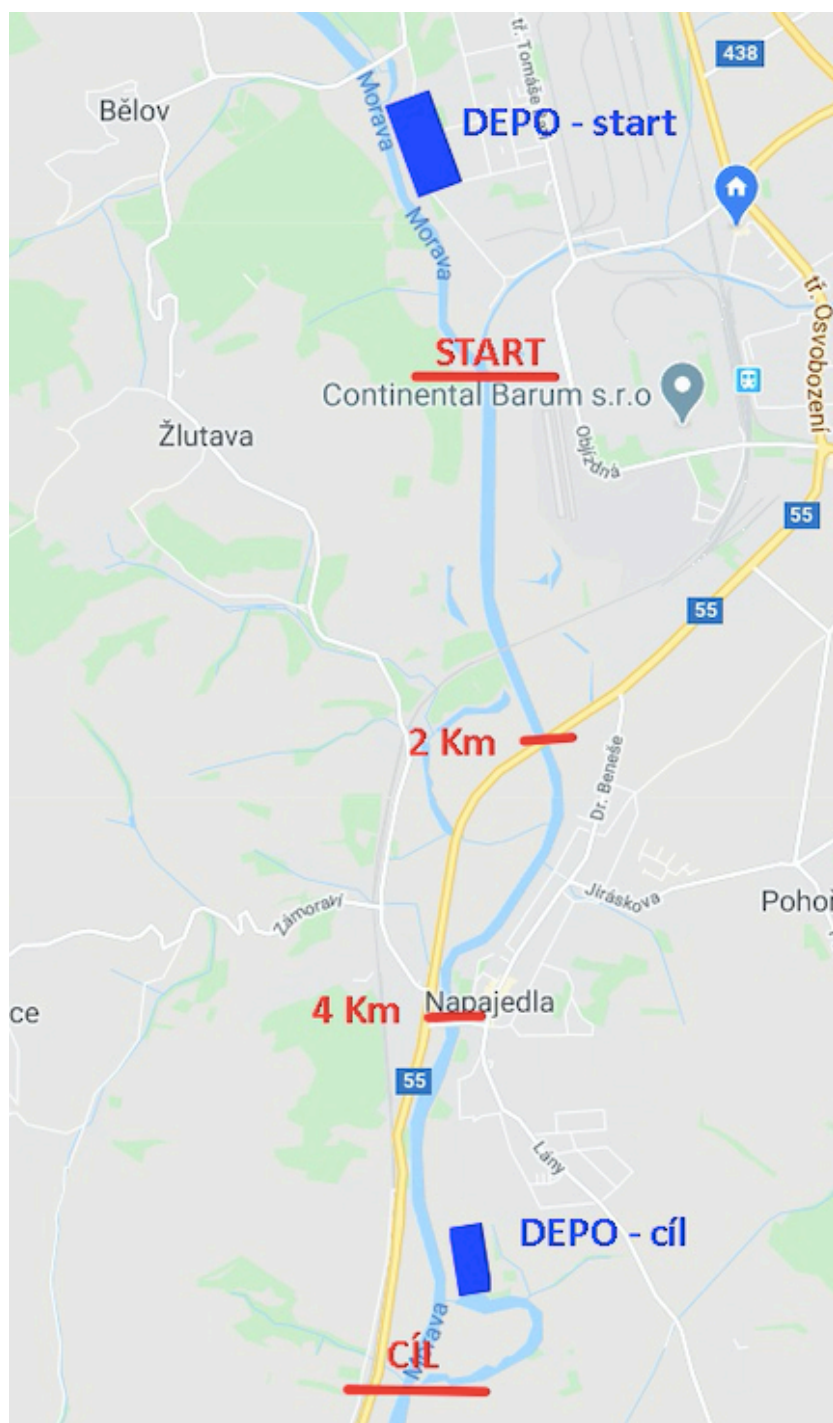 438
Morava
tř. Tomáše
Bělov
DEPO - start
Morava
tř. Osvobození
START
Continental Barum s.r.o
Žlutava
Objízdná
55
55
2 Km
Dr. Beneše
Jiráskova
Zámoraví
Pohoř
ce
Napajedla
4 Km
55
Lány
DEPO - cíl
Morava
CÍL